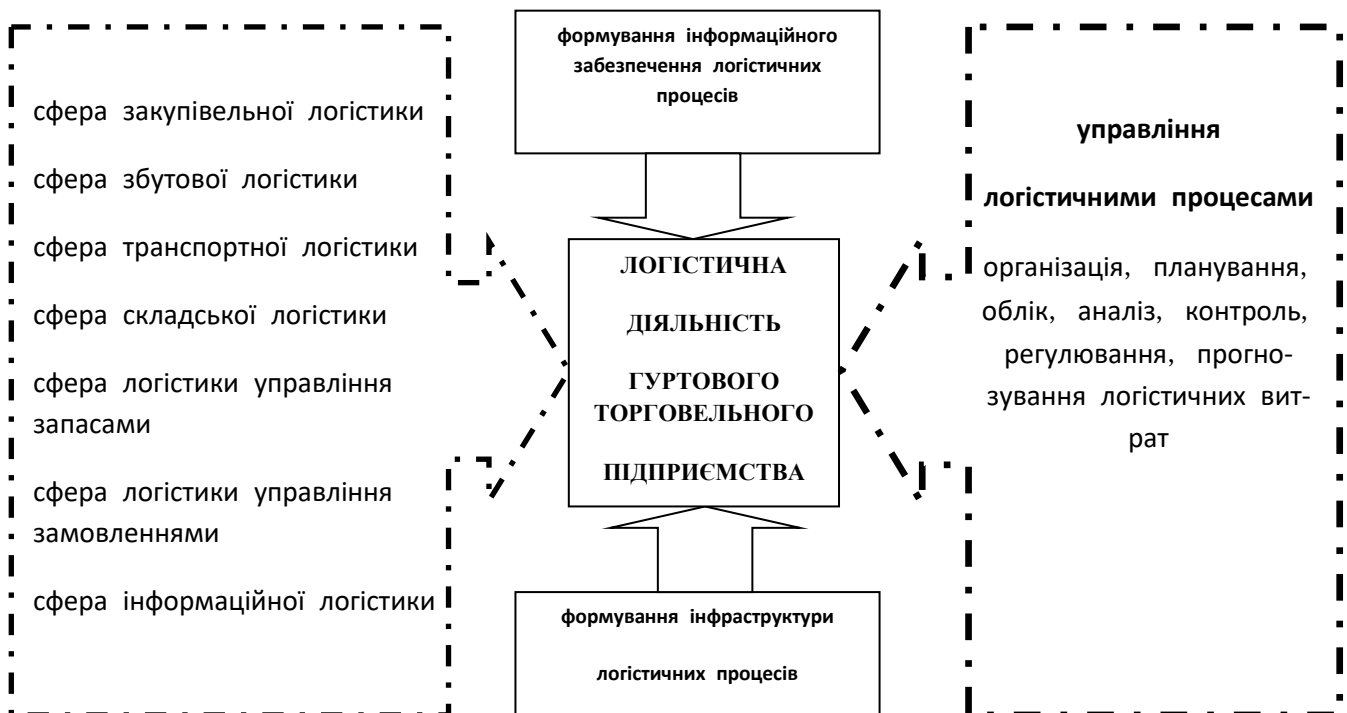 сфера закупівельної логістики
сфера збутової логістики
сфера транспортної логістики
сфера складської логістики
сфера логістики управління
запасами
сфера логістики управління
замовленнями
сфера інформаційної логістики
формування інформаційного
забезпечення логістичних
процесів
ЛОГІСТИЧНА
ДІЯЛЬНІСТЬ
ГУРТОВОГО
ТОРГОВЕЛЬНОГО
ПІДПРИЄМСТВА
формування інфраструктури
логістичних процесів
управління
логістичними процесами
організація, планування,
облік, аналіз, контроль,
регулювання, прогно-
зування логістичних вит-
рат